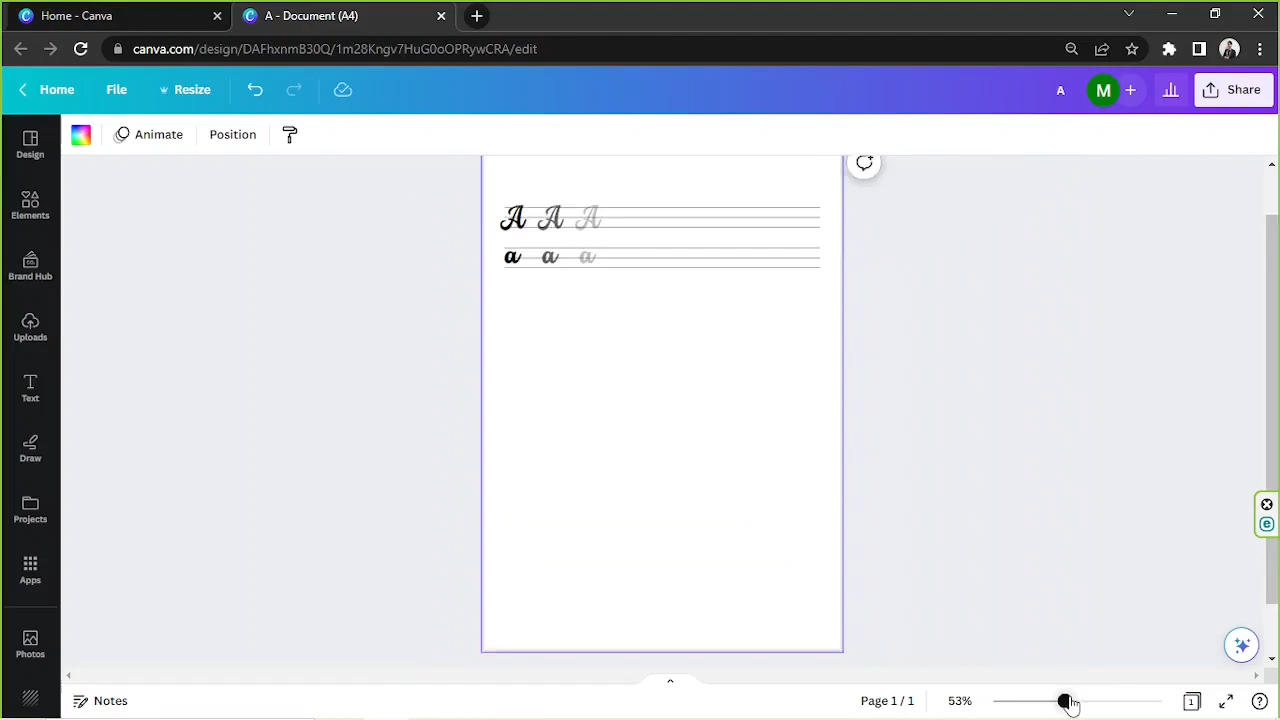 Home - Canva
A - Document (A4)
canva.com/design/DAFhxnmB30Q/1m28Kngv7HuG0oOPRywCRA/edit
Home
File
Resize
A
M
Share
Animate
Position
Design
Elements
Brand Hub
Uploads
Text
Draw
Projects
Apps
Photos
A A A
a a a
Notes
Page 1 / 1
53%
1